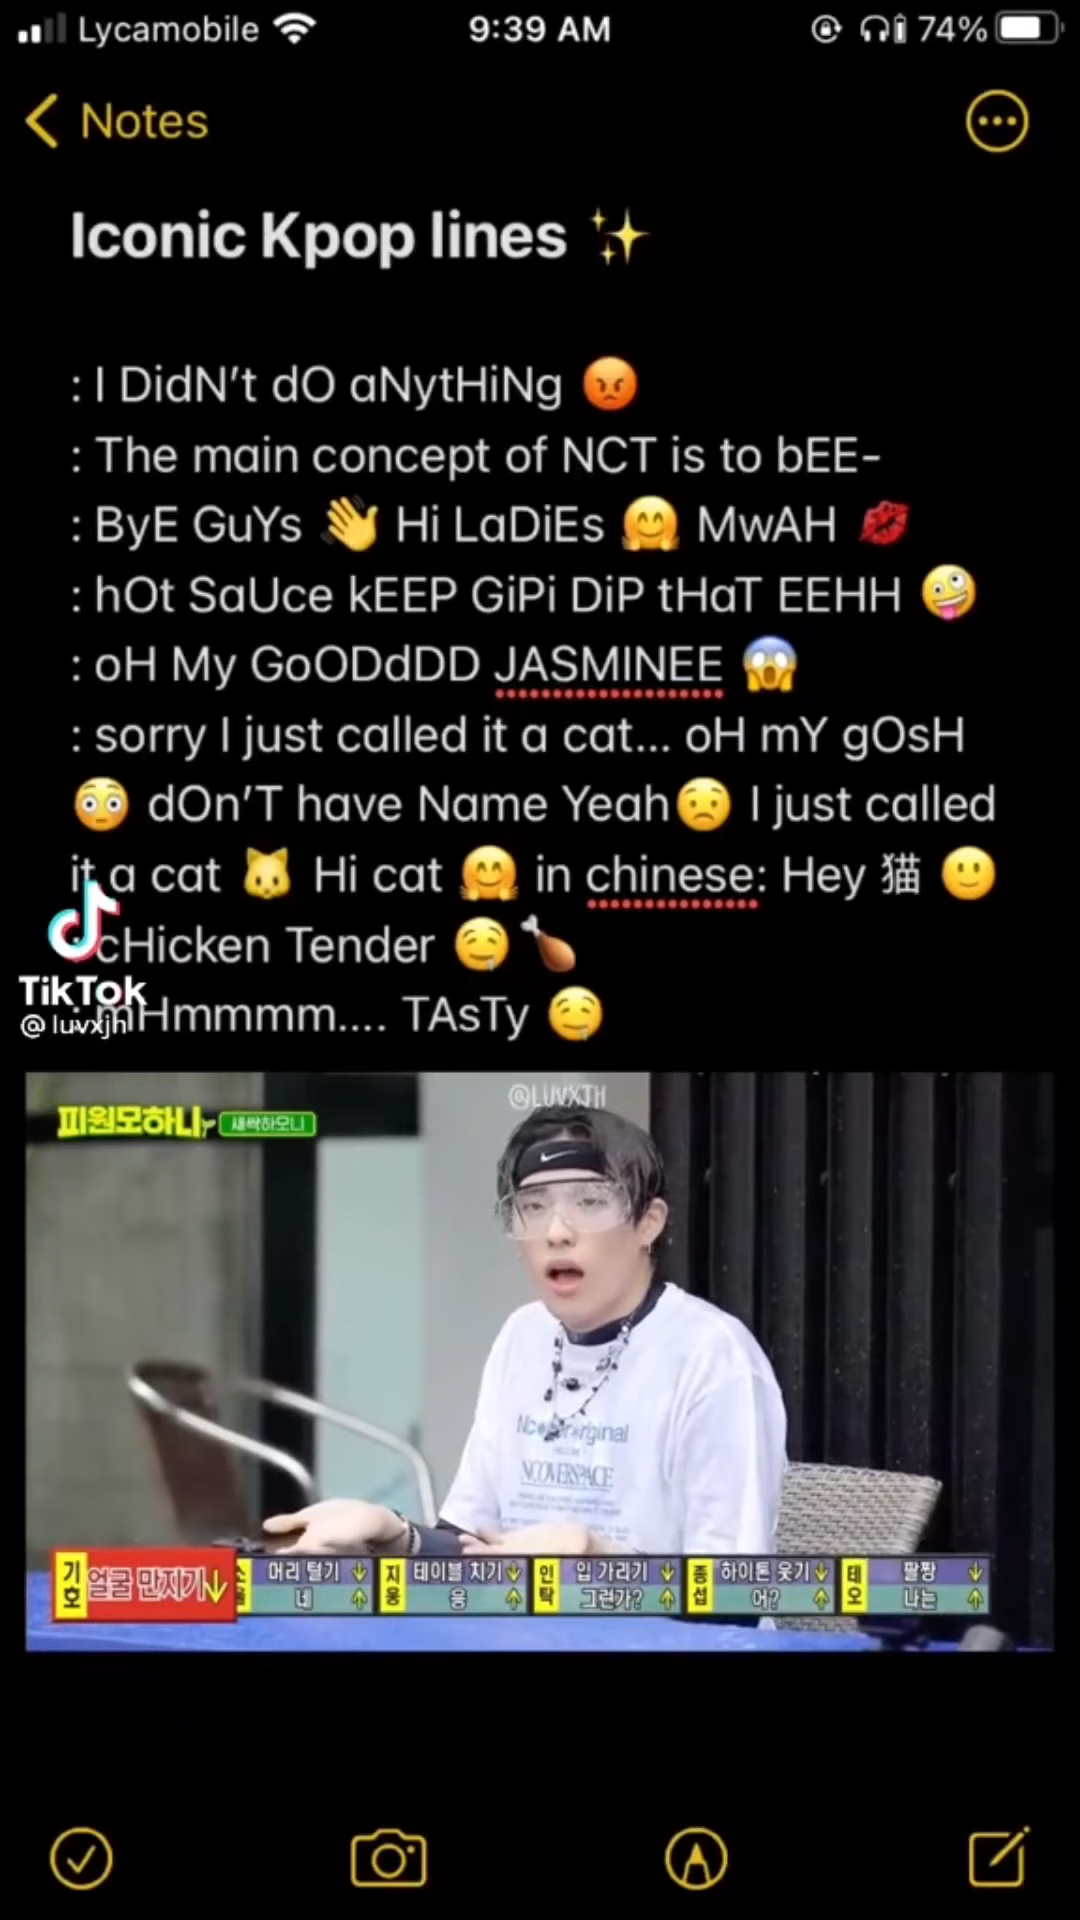 Lycamobile 9:39 AM 74%
Notes
Iconic Kpop lines ✨
: I DidN't dO aNytHiNg 😡
: The main concept of NCT is to bEE-
: ByE GuYs 👋 Hi LaDiEs 🤗 MwAH 💋
: hOt SaUce kEEP GiPi DiP tHaT EEHH 🤪
: oH My GoODdDD JASMINEE 😱
: sorry I just called it a cat... oH mY gOsH
😳 dOn'T have Name Yeah😟 I just called
it a cat 🐱 Hi cat 🤗 in chinese: Hey 猫 🙂
: cHicken Tender 🤤🍗
: mHmmmm.... TAsTy 🤤
TikTok
@luvxjh
@LUVXJH
피원모하니 새싹하모니
NCOVERSPACE
기호 얼굴 만지기↓
머리 털기↓ 네↑
지웅 테이블 치기↓ 응↑
인탁 입 가리기↓ 그런가?↑
종섭 하이톤 웃기↓ 어?↑
테오 팔짱↓ 나는↑